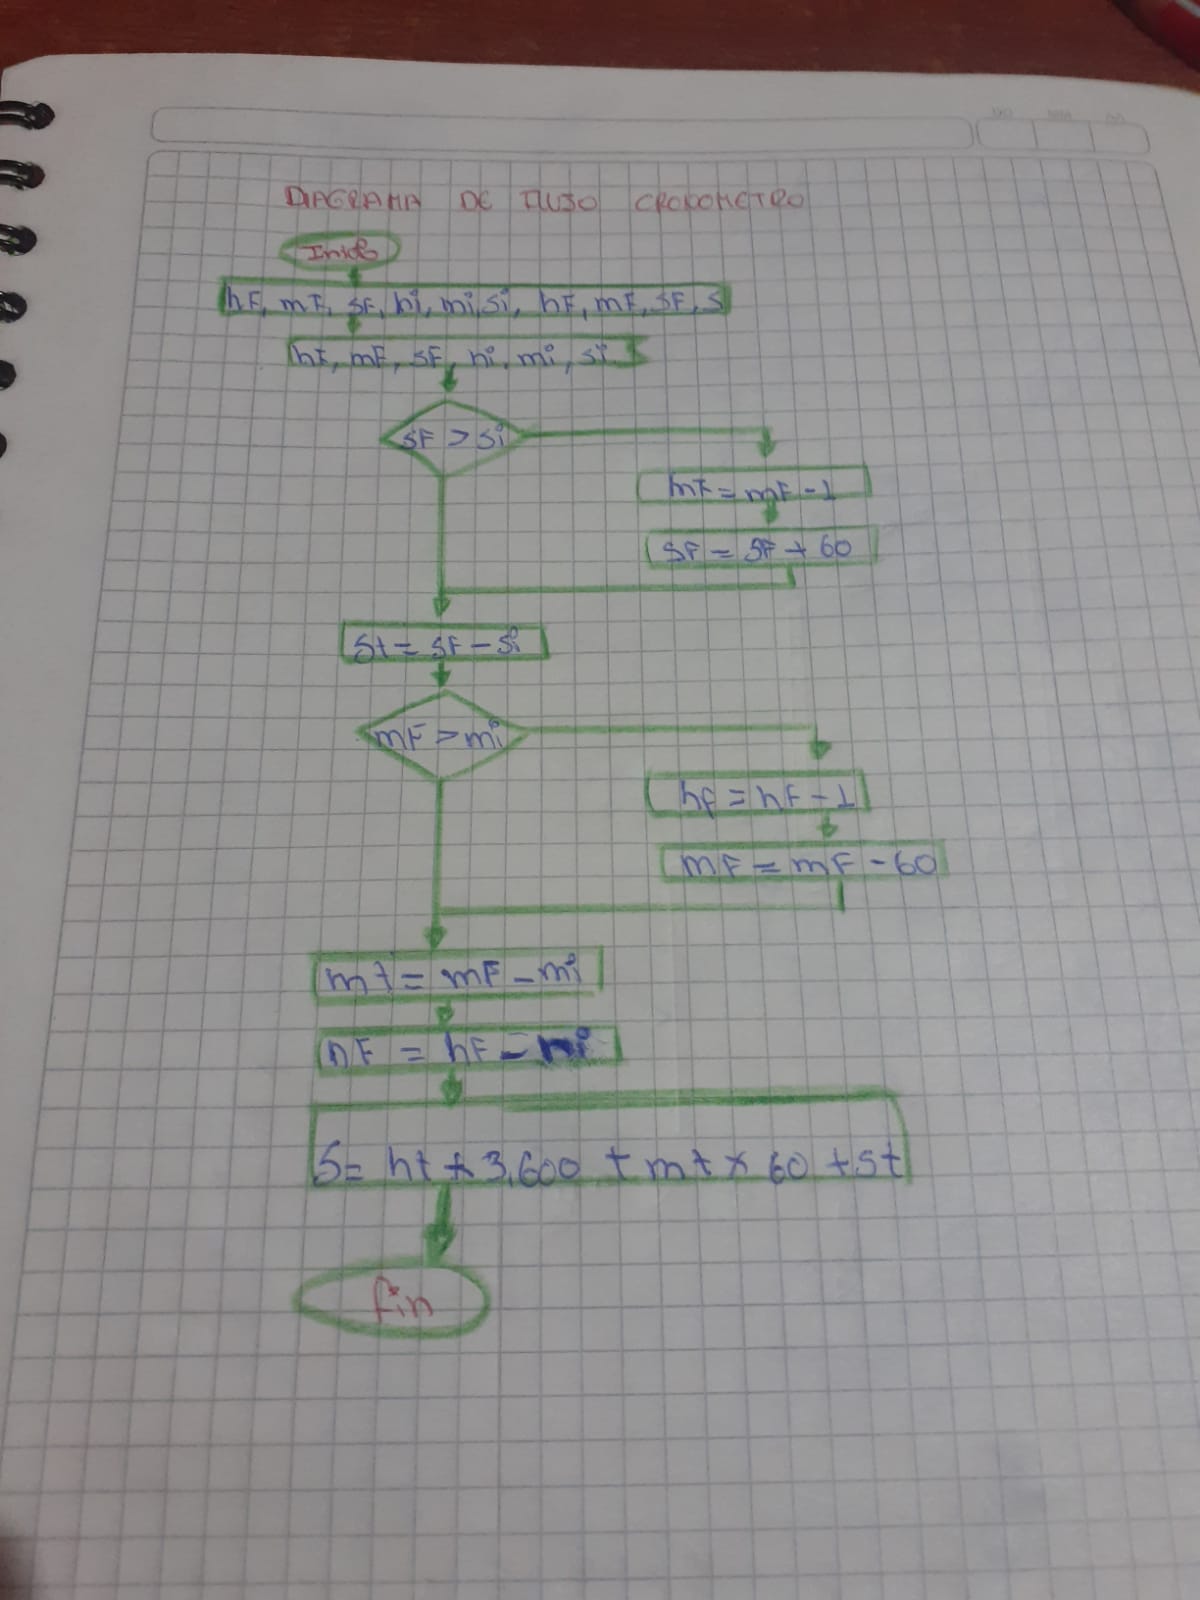 DIAGRAMA DE FLUJO CRONOMETRO
Inicio
hF, mF, sF, hi, mi, si, hF, mF, SF, S
hF, mF, SF, hi, mi, si
SF > Si
mF = mF - 1
SF = SF + 60
St = SF - Si
mF > mi
hF = hF - 1
mF = mF - 60
mt = mF - mi
hF = hF - hi
S = ht * 3,600 + mt * 60 + St
fin